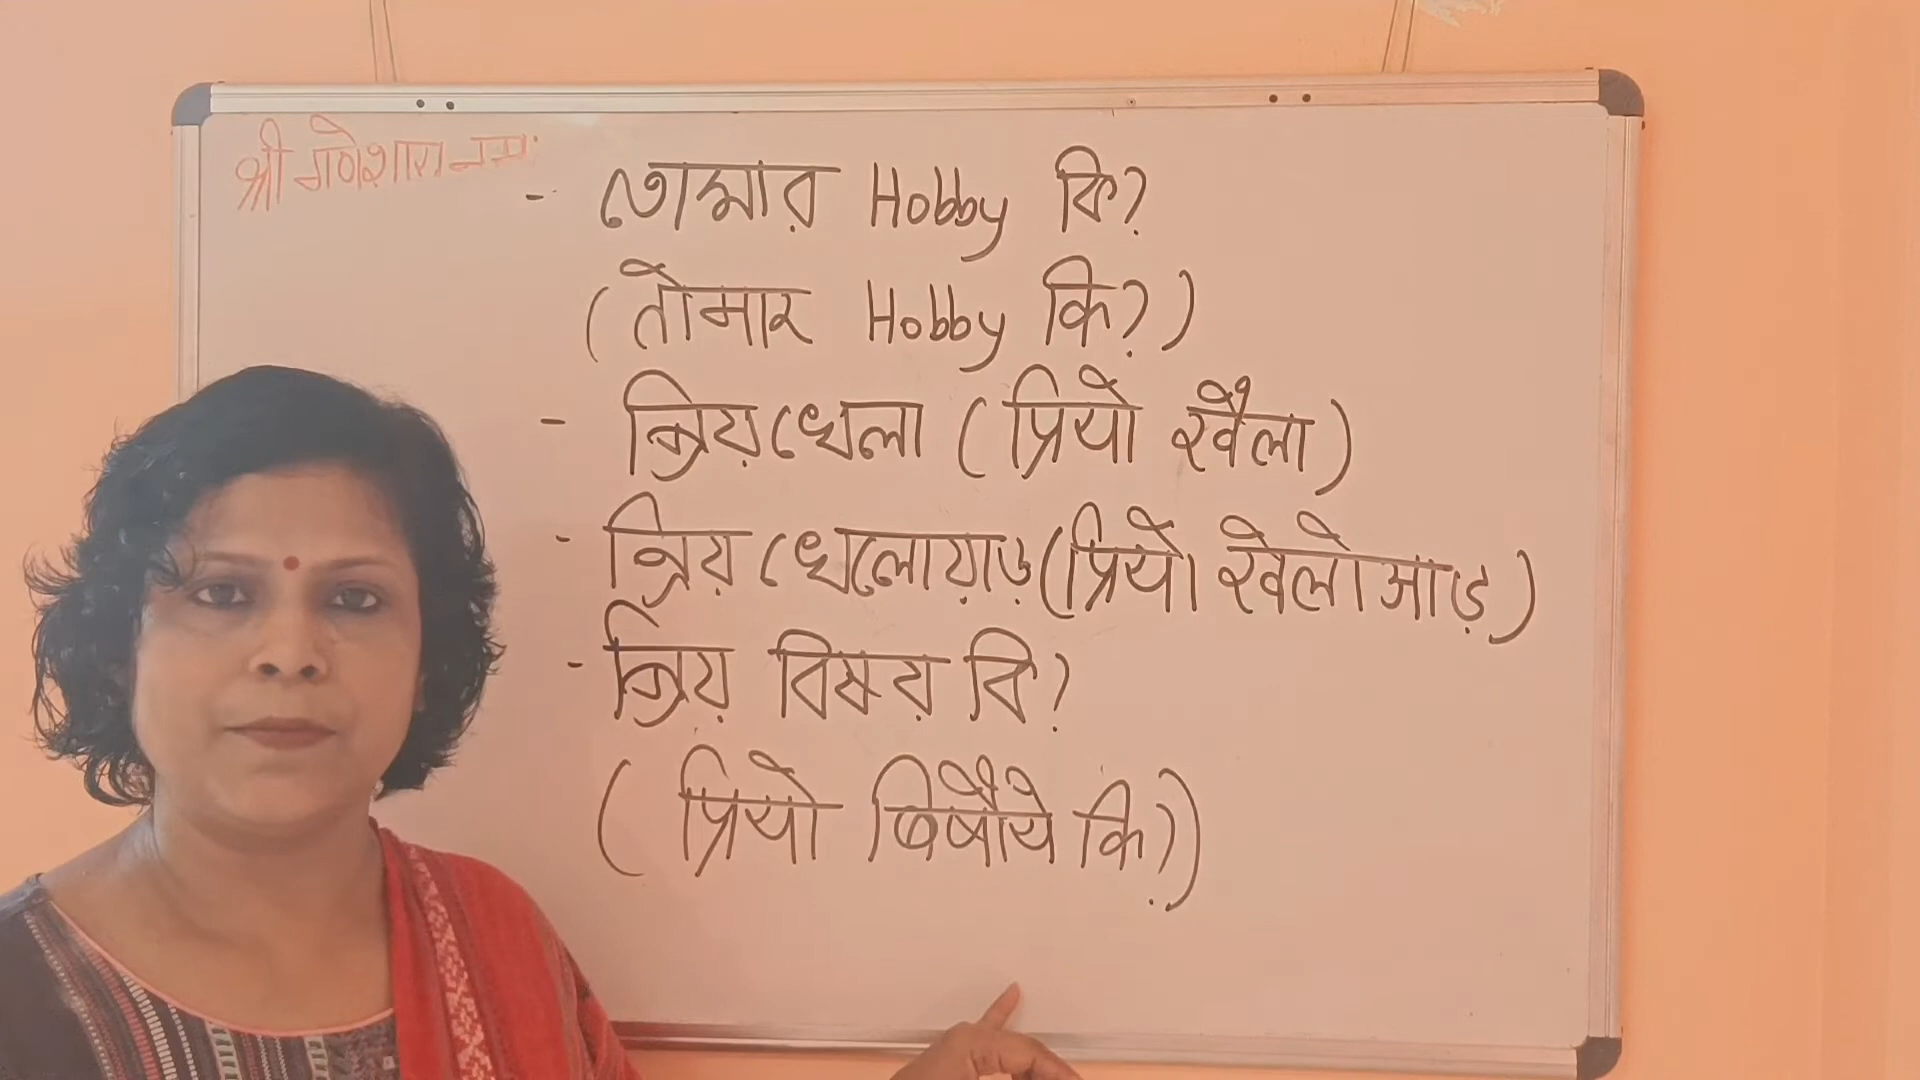 श्री गणेशाय नमः
- তোমার Hobby কি?
(तोमार Hobby कि?)
- প্রিয় খেলা (प्रियो खैला)
- প্রিয় খেলোয়াড় (प्रियो खेलोआड़)
- প্রিয় বিষয় কি?
(प्रियो बिषौये कि?)